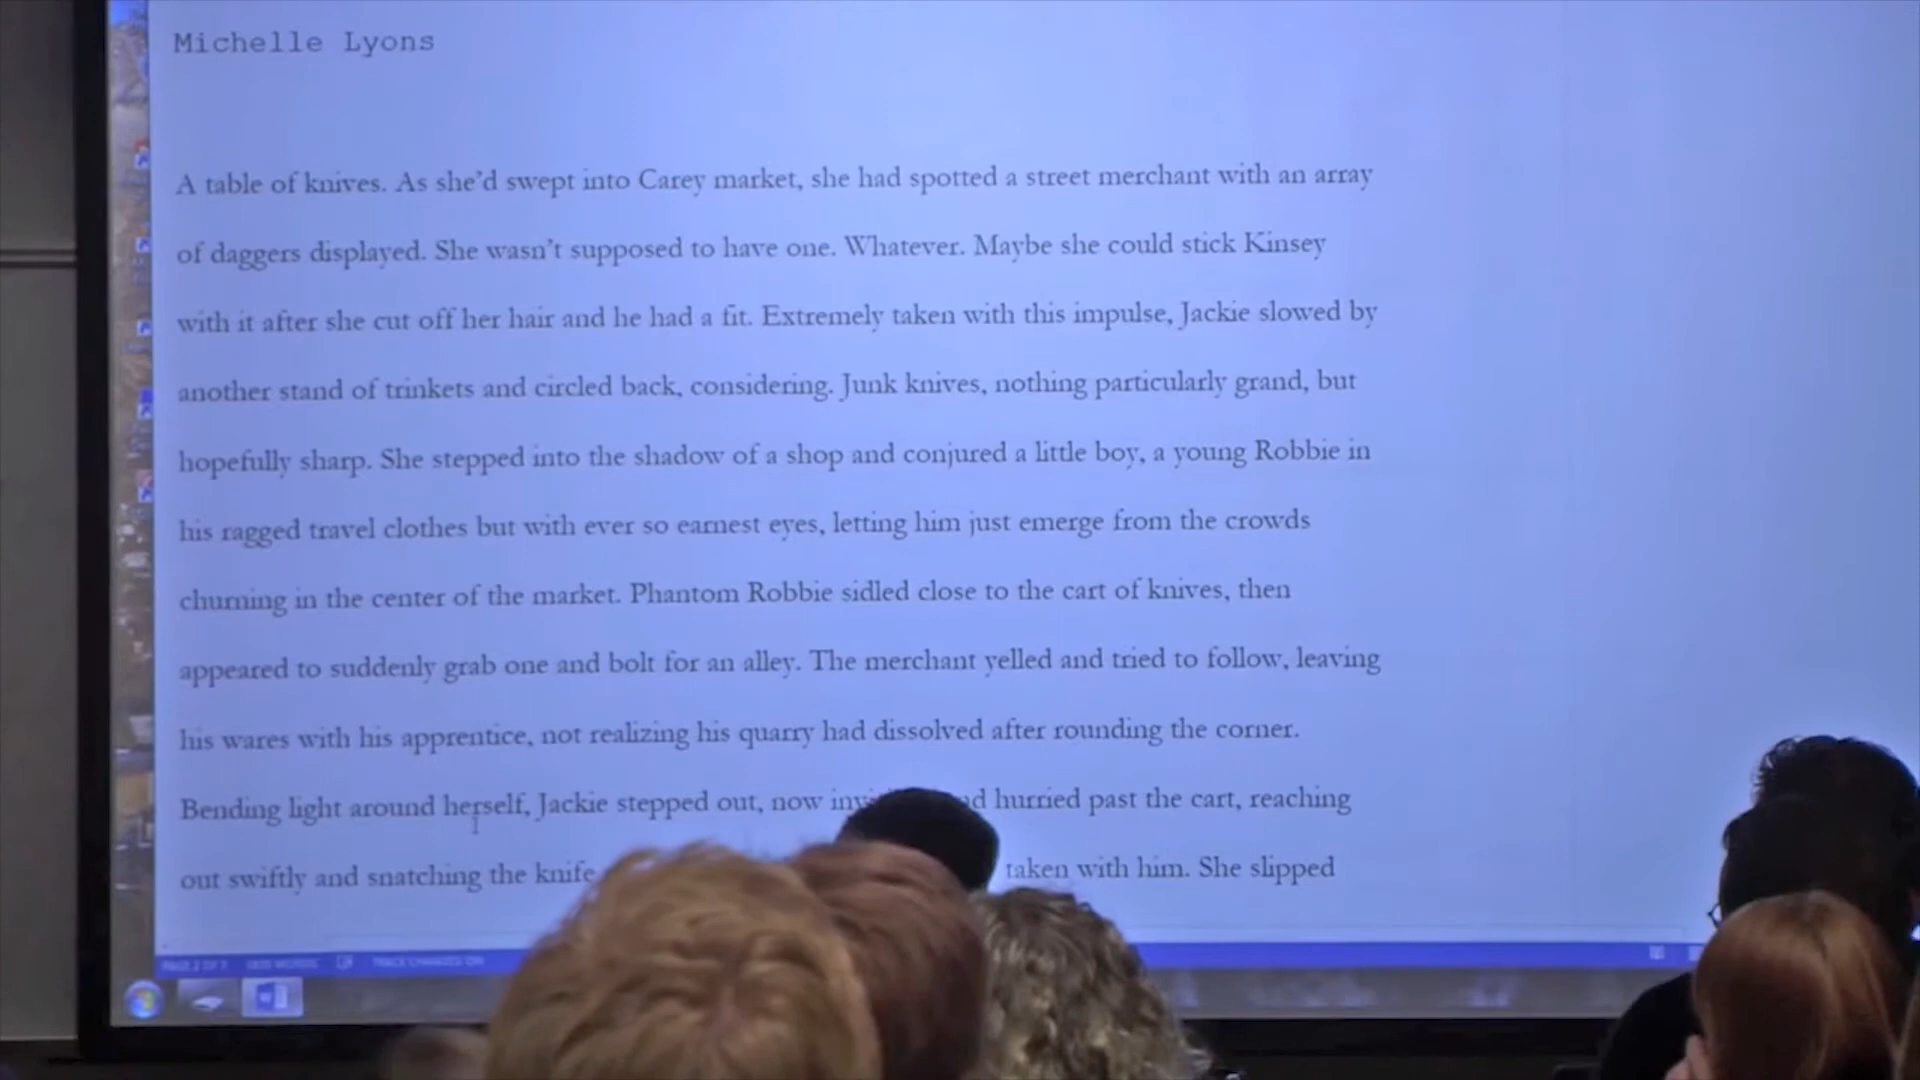 Michelle Lyons
A table of knives. As she’d swept into Carey market, she had spotted a street merchant with an array
of daggers displayed. She wasn’t supposed to have one. Whatever. Maybe she could stick Kinsey
with it after she cut off her hair and he had a fit. Extremely taken with this impulse, Jackie slowed by
another stand of trinkets and circled back, considering. Junk knives, nothing particularly grand, but
hopefully sharp. She stepped into the shadow of a shop and conjured a little boy, a young Robbie in
his ragged travel clothes but with ever so earnest eyes, letting him just emerge from the crowds
churning in the center of the market. Phantom Robbie sidled close to the cart of knives, then
appeared to suddenly grab one and bolt for an alley. The merchant yelled and tried to follow, leaving
his wares with his apprentice, not realizing his quarry had dissolved after rounding the corner.
Bending light around herself, Jackie stepped out, now hurried past the cart, reaching
out swiftly and snatching the knife taken with him. She slipped
TRACK CHANGES: ON